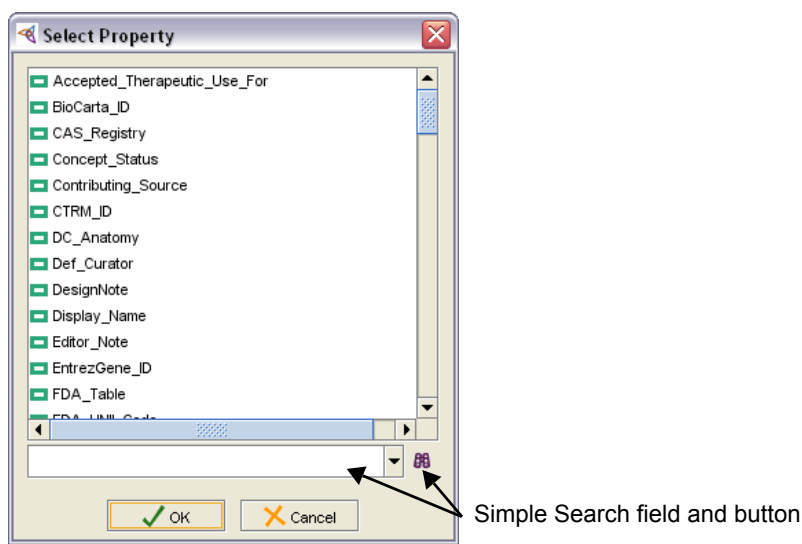 Select Property
Accepted_Therapeutic_Use_For
BioCarta_ID
CAS_Registry
Concept_Status
Contributing_Source
CTRM_ID
DC_Anatomy
Def_Curator
DesignNote
Display_Name
Editor_Note
EntrezGene_ID
FDA_Table
OK
Cancel
Simple Search field and button